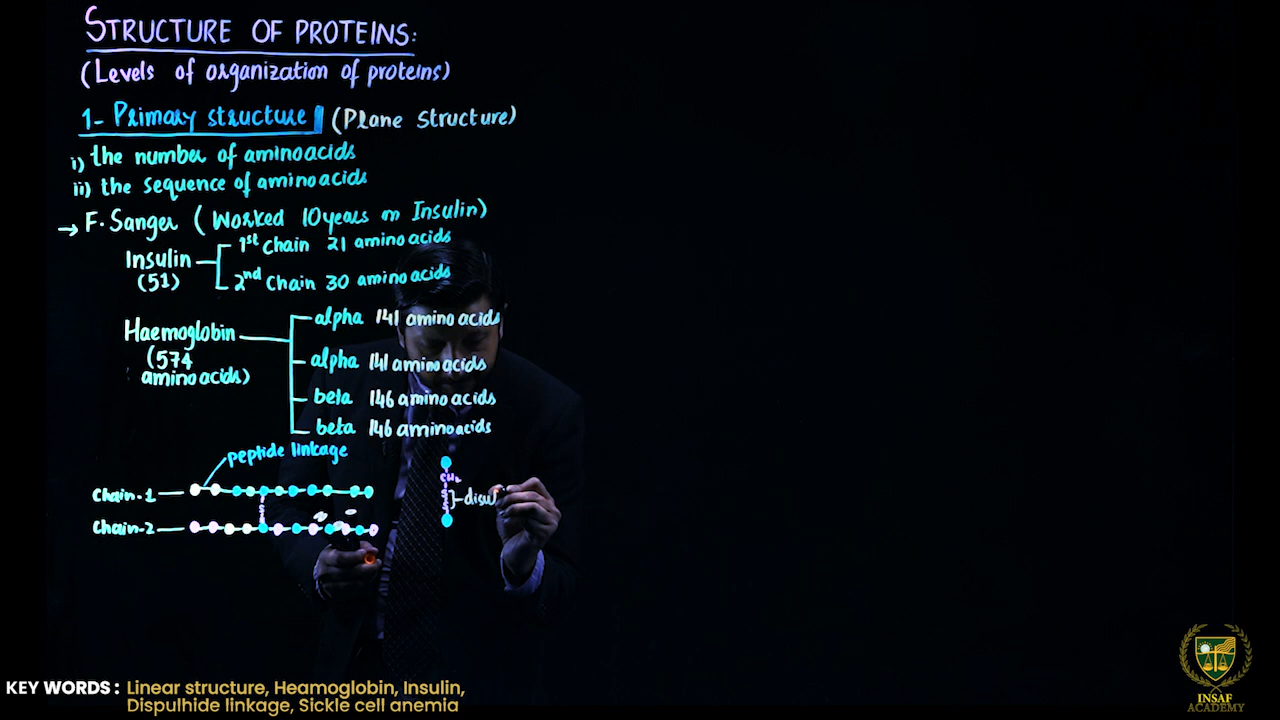 STRUCTURE OF PROTEINS:
(Levels of organization of proteins)
1- Primary structure (Plane Structure)
i) the number of aminoacids
ii) the sequence of aminoacids
→ F. Sanger (Worked 10 years on Insulin)
1st Chain 21 amino acids
Insulin
(51)
2nd Chain 30 amino acids
alpha 141 amino acids
Haemoglobin
(574
amino acids)
alpha 141 amino acids
beta 146 amino acids
beta 146 aminoacids
peptide linkage
Chain-1
Chain-2
S
S
CH2
S
S
disul
KEY WORDS: Linear structure, Heamoglobin, Insulin,
Dispulhide linkage, Sickle cell anemia
INSAF
ACADEMY